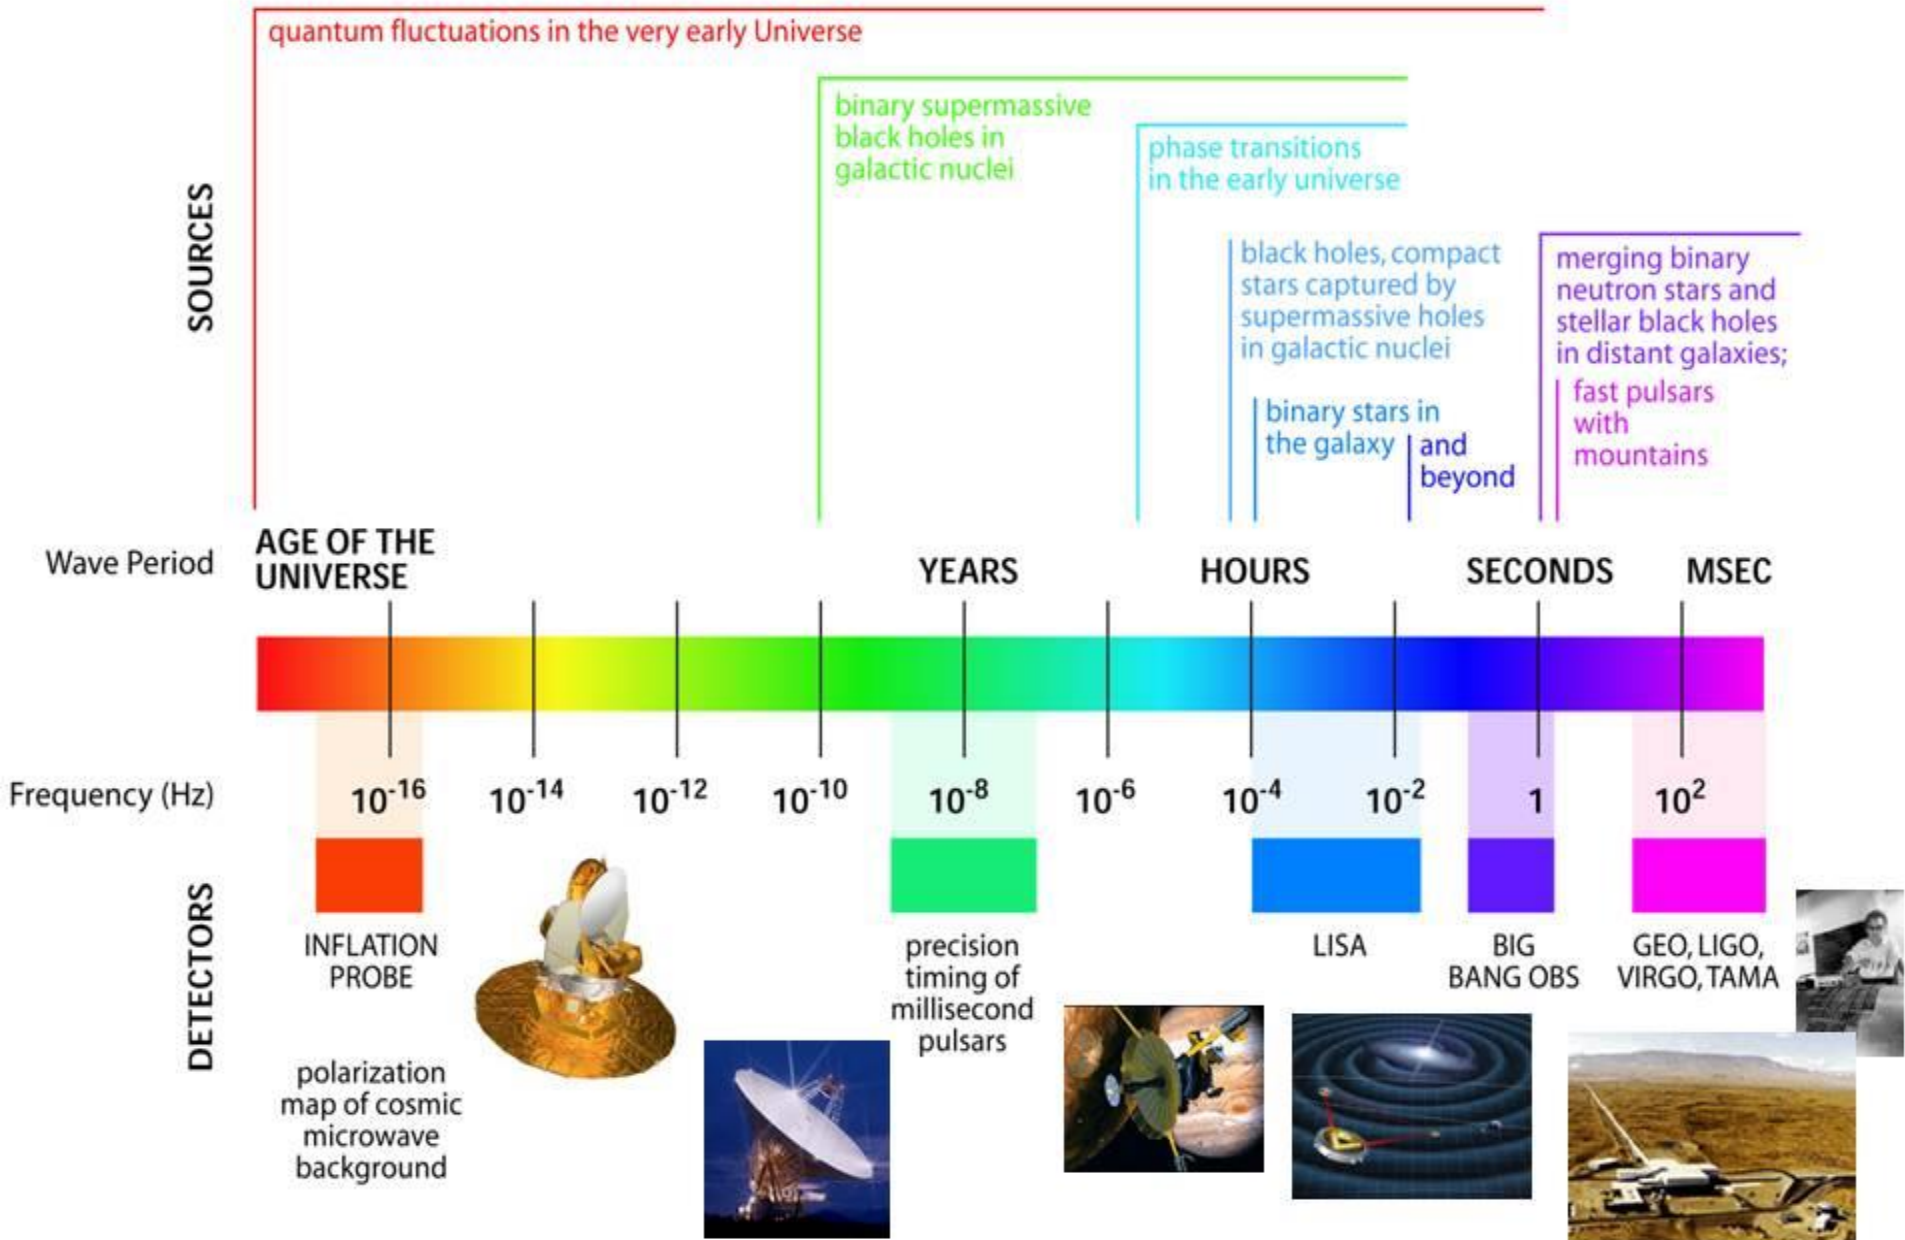 quantum fluctuations in the very early Universe
binary supermassive
black holes in
galactic nuclei
phase transitions
in the early universe
SOURCES
black holes, compact
stars captured by
supermassive holes
in galactic nuclei
merging binary
neutron stars and
stellar black holes
in distant galaxies;
fast pulsars
with
mountains
binary stars in
the galaxy
and
beyond
Wave Period
AGE OF THE
UNIVERSE
YEARS
HOURS
SECONDS
MSEC
Frequency (Hz)
10⁻¹⁶
10⁻¹⁴
10⁻¹²
10⁻¹⁰
10⁻⁸
10⁻⁶
10⁻⁴
10⁻²
1
10²
DETECTORS
INFLATION
PROBE
polarization
map of cosmic
microwave
background
precision
timing of
millisecond
pulsars
LISA
BIG
BANG OBS
GEO, LIGO,
VIRGO, TAMA